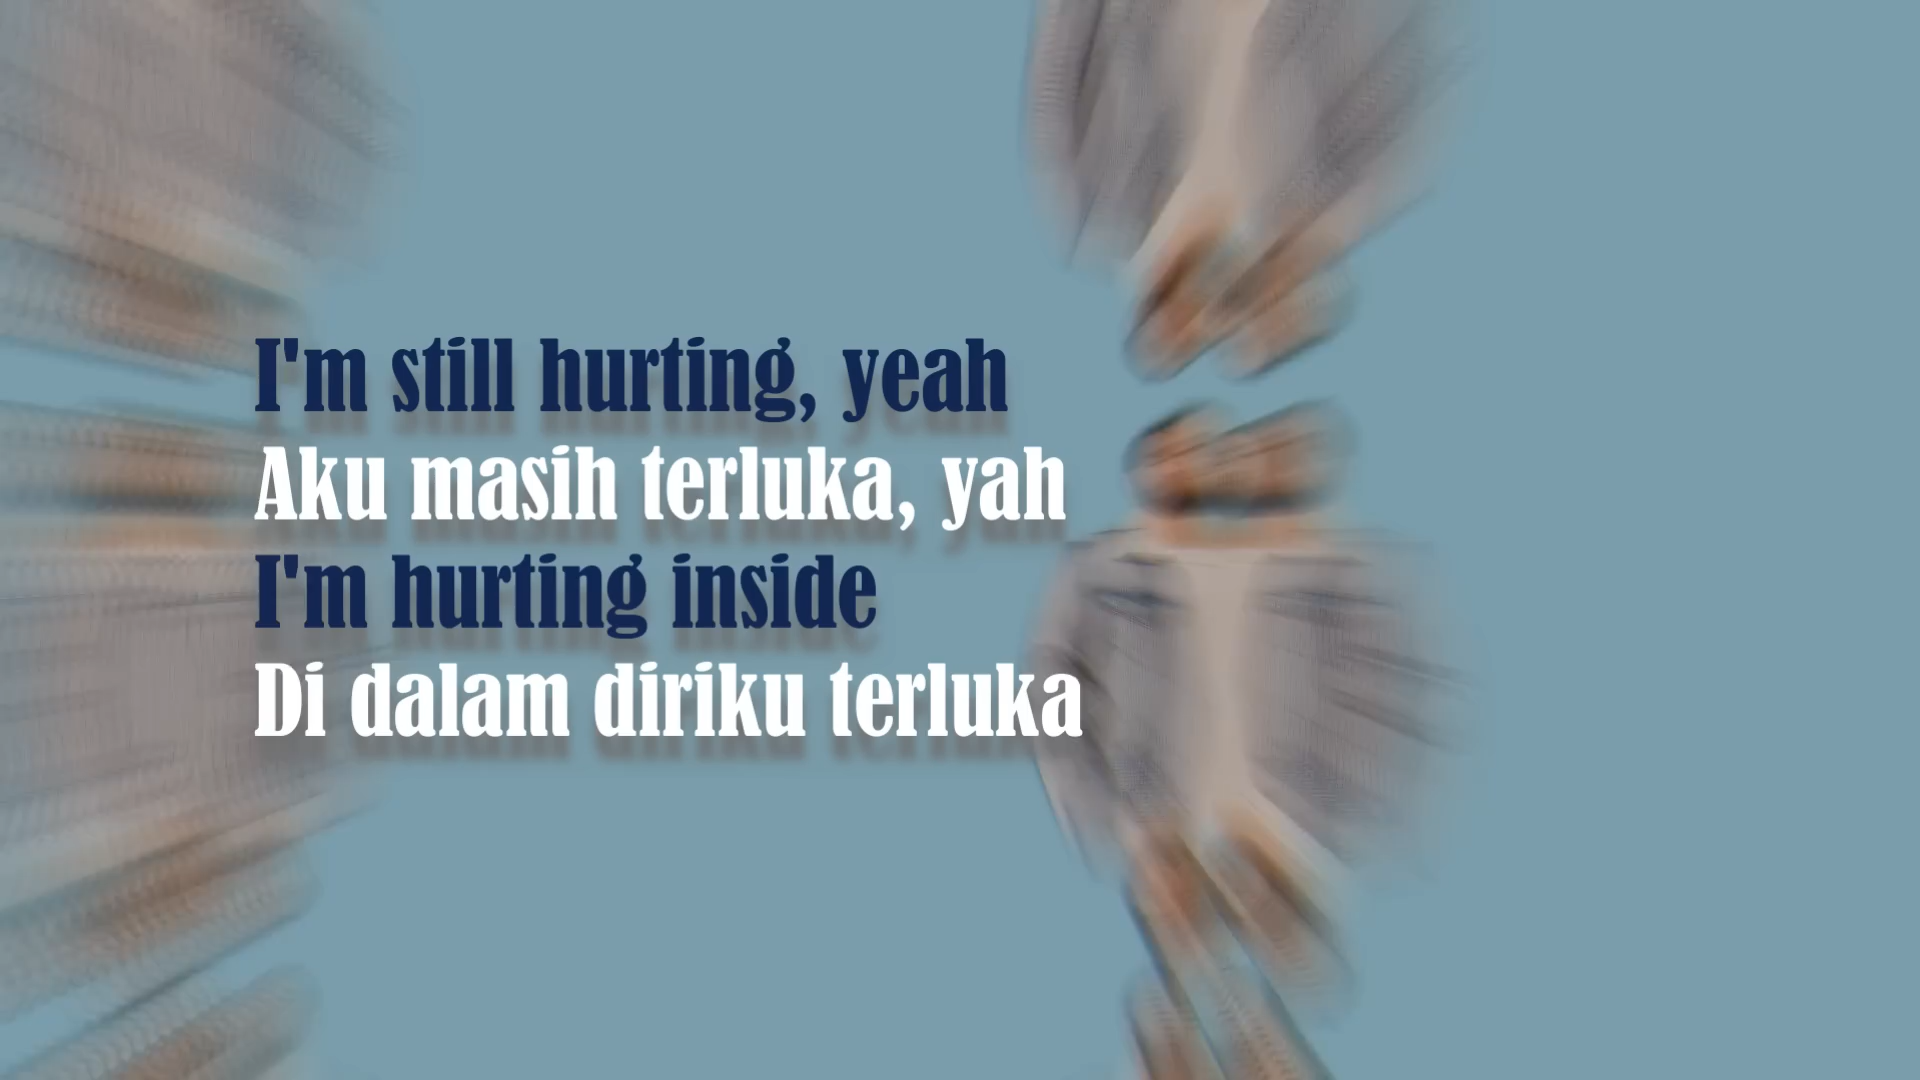 I'm still hurting, yeah
Aku masih terluka, yah
I'm hurting inside
Di dalam diriku terluka